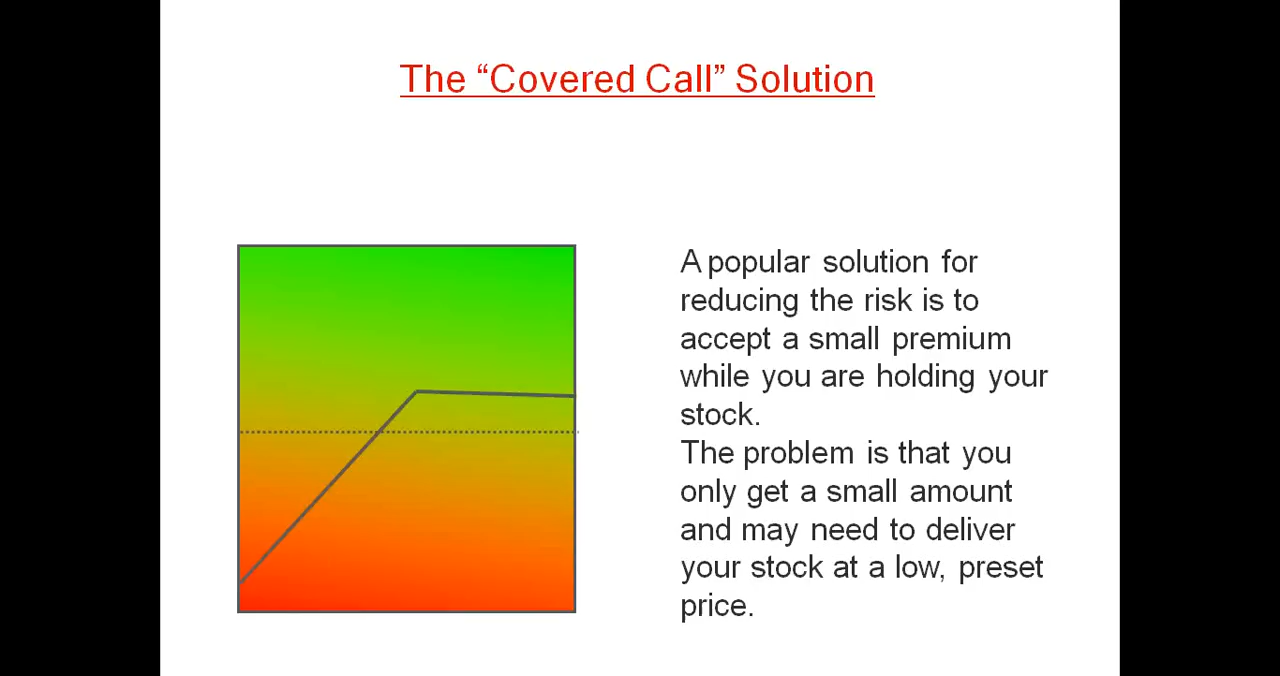 The “Covered Call” Solution
A popular solution for
reducing the risk is to
accept a small premium
while you are holding your
stock.
The problem is that you
only get a small amount
and may need to deliver
your stock at a low, preset
price.